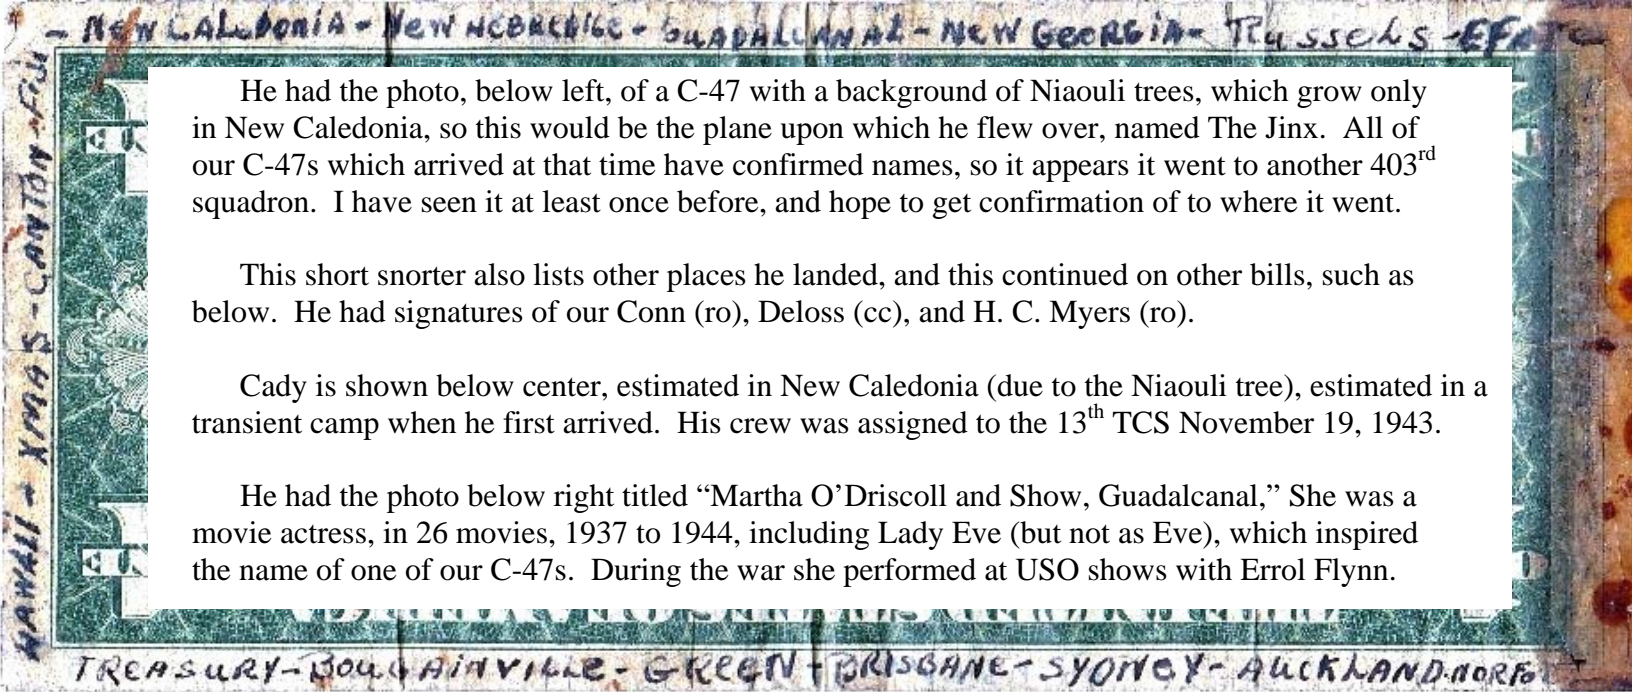 - NEW CALEDONIA - NEW HEBREDIES - GUADALCANAL - NEW GEORGIA - RUSSELS - EFATE
HAWAII - XMAS - CANTON - FIJI
He had the photo, below left, of a C-47 with a background of Niaouli trees, which grow only
in New Caledonia, so this would be the plane upon which he flew over, named The Jinx.  All of
our C-47s which arrived at that time have confirmed names, so it appears it went to another 403rd
squadron.  I have seen it at least once before, and hope to get confirmation of to where it went.
This short snorter also lists other places he landed, and this continued on other bills, such as
below.  He had signatures of our Conn (ro), Deloss (cc), and H. C. Myers (ro).
Cady is shown below center, estimated in New Caledonia (due to the Niaouli tree), estimated in a
transient camp when he first arrived.  His crew was assigned to the 13th TCS November 19, 1943.
He had the photo below right titled “Martha O’Driscoll and Show, Guadalcanal,” She was a
movie actress, in 26 movies, 1937 to 1944, including Lady Eve (but not as Eve), which inspired
the name of one of our C-47s.  During the war she performed at USO shows with Errol Flynn.
TREASURY - BOUGAINVILLE - GREEN - BRISBANE - SYDNEY - AUCKLAND -